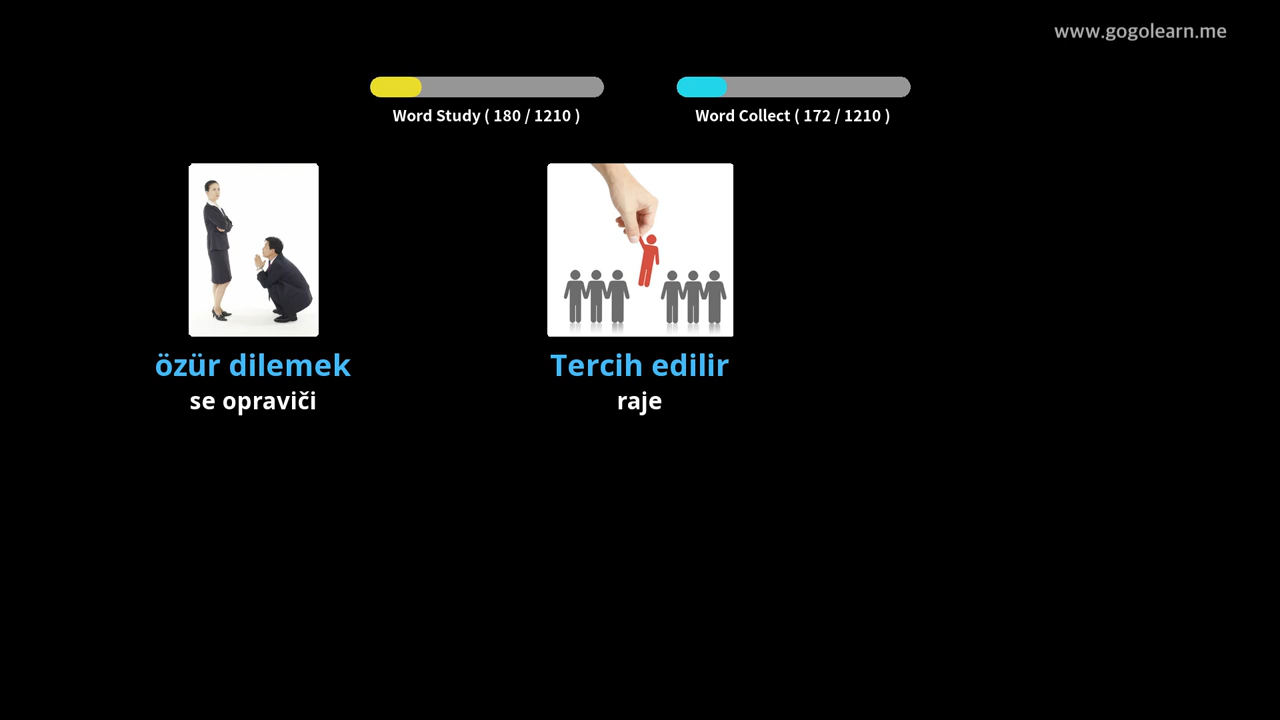 www.gogolearn.me
Word Study ( 180 / 1210 )
Word Collect ( 172 / 1210 )
özür dilemek
se opraviči
Tercih edilir
raje